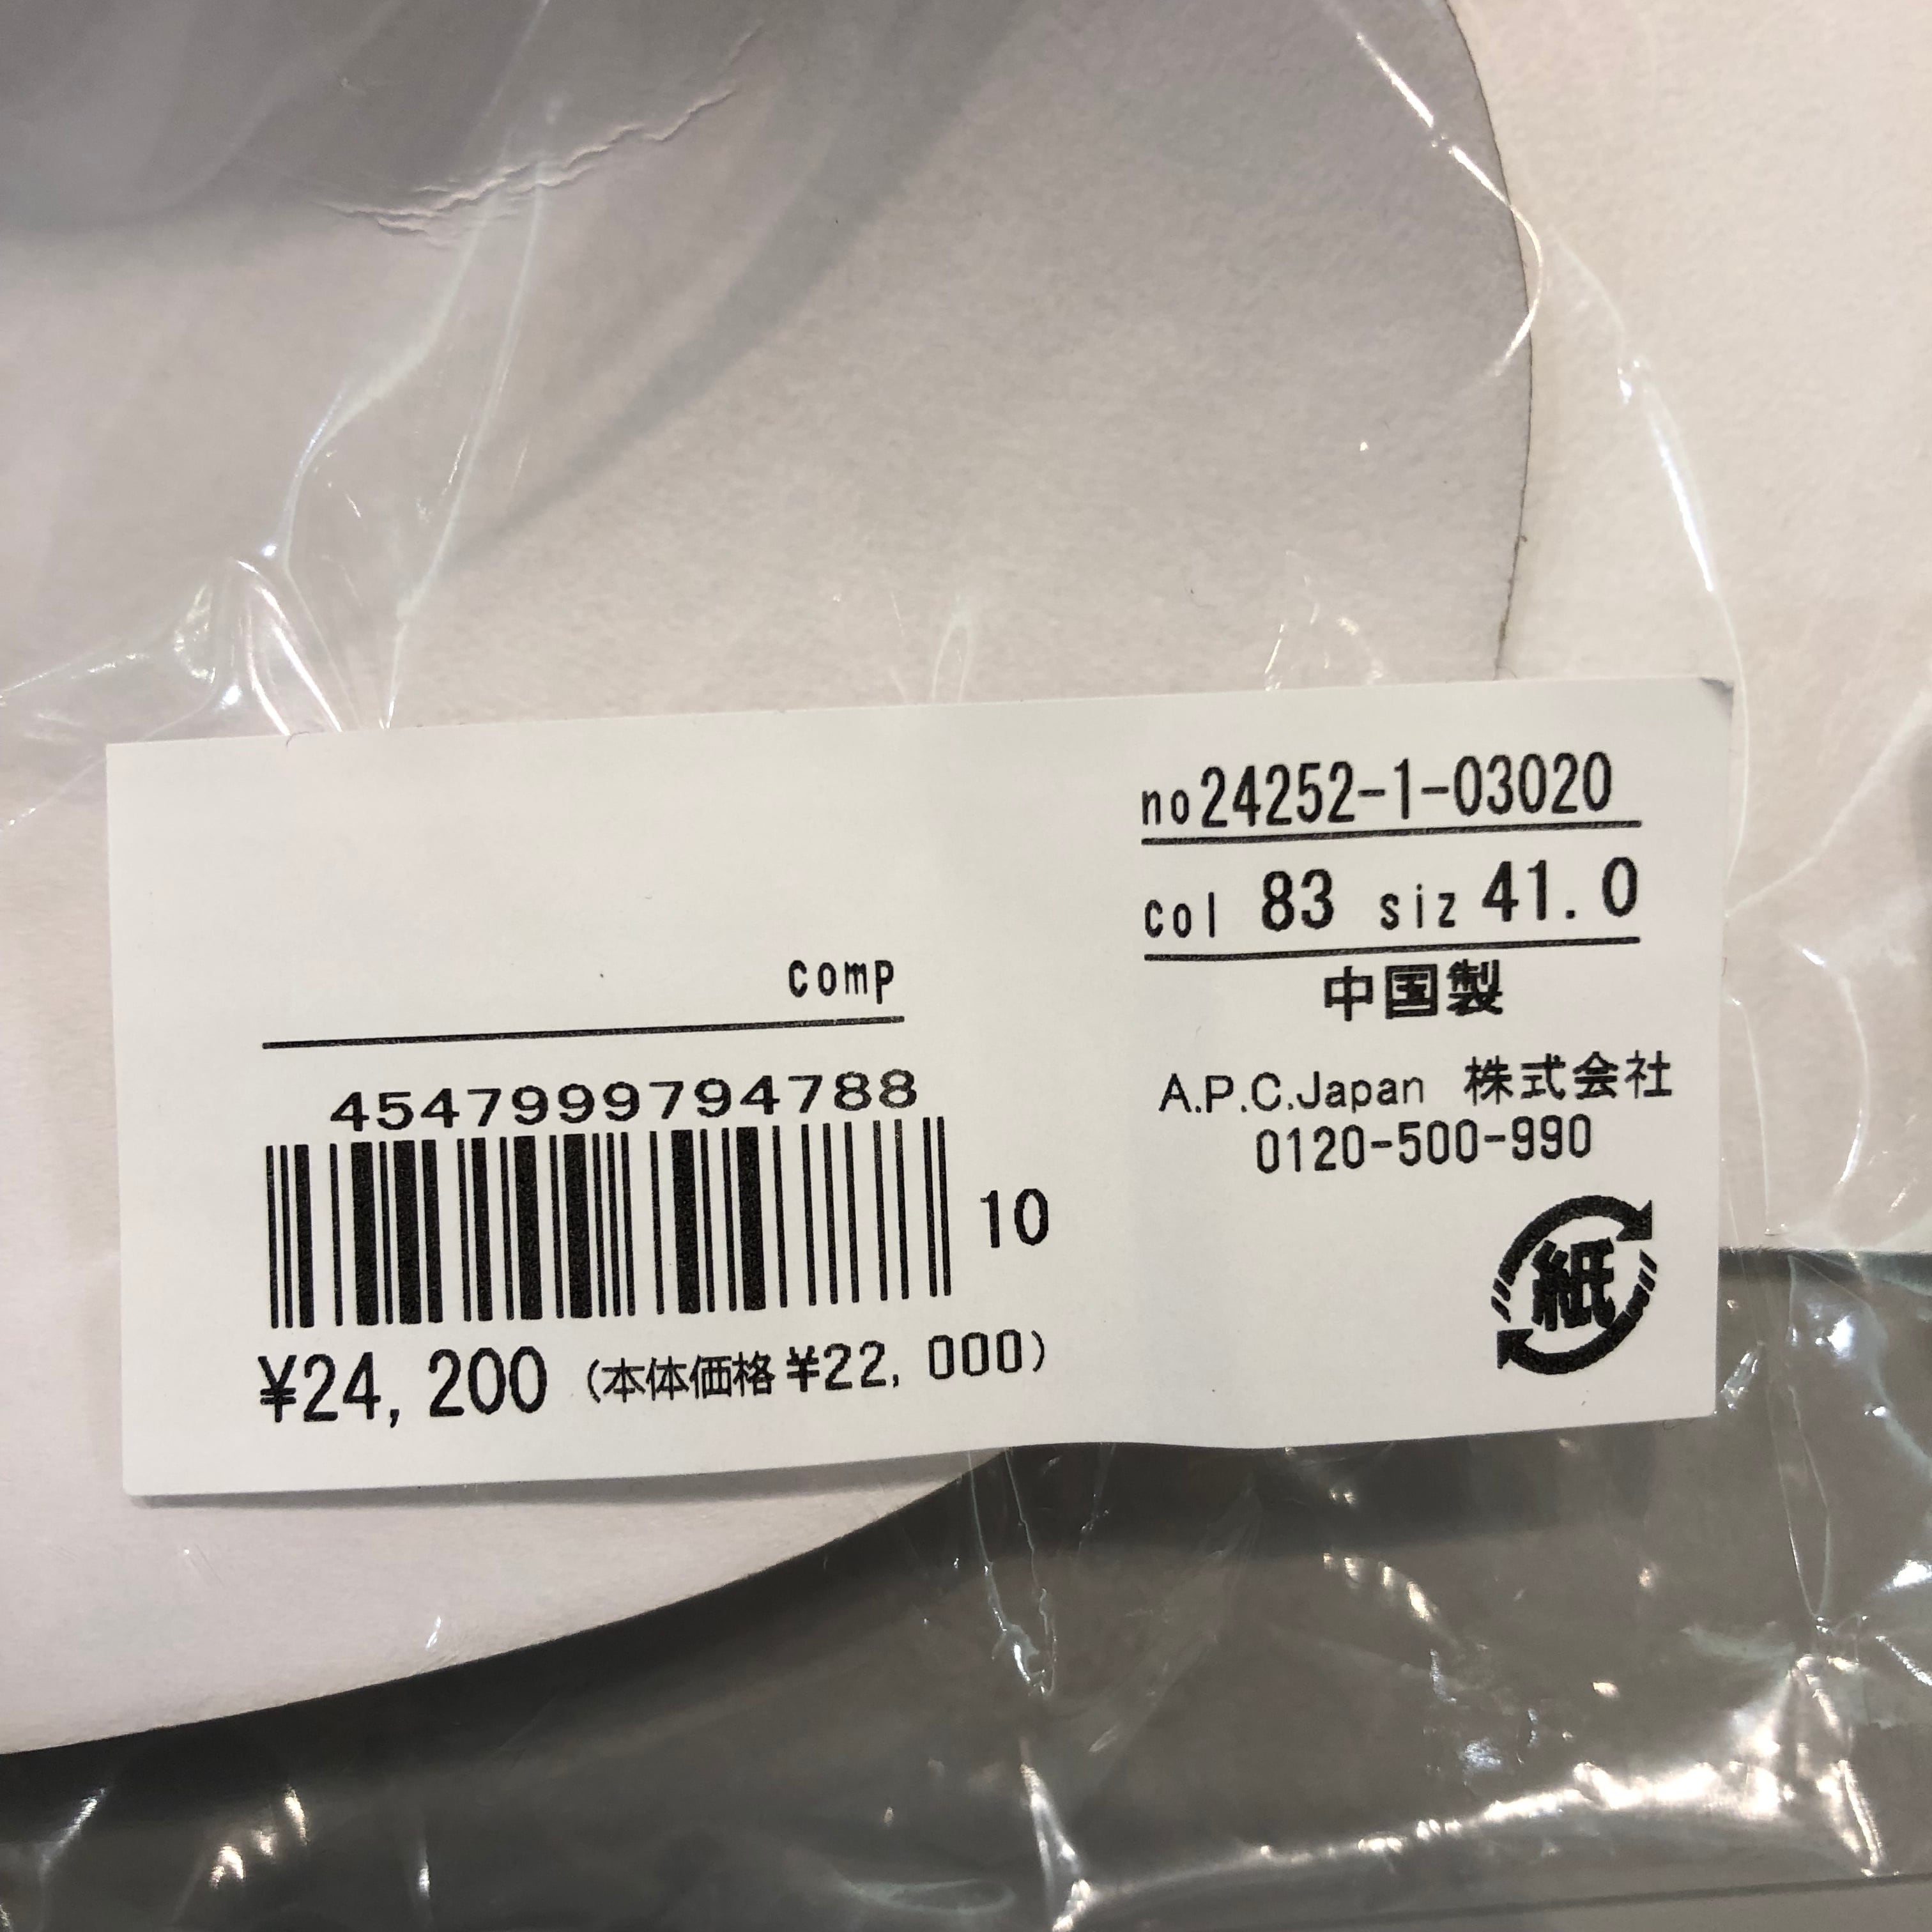 no24252-1-03020
col 83 siz 41.0
中国製
A.P.C.Japan 株式会社
0120-500-990
紙
comp
4547999794788
10
¥24,200 (本体価格¥22,000)